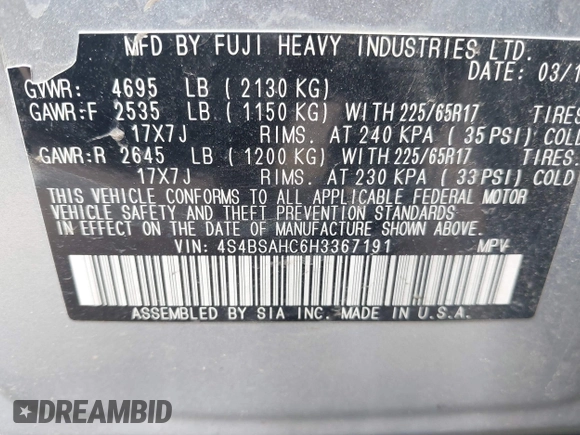 MFD BY FUJI HEAVY INDUSTRIES LTD.
DATE: 03/1
GVWR: 4695 LB ( 2130 KG)
GAWR:F 2535 LB ( 1150 KG) WITH 225/65R17 TIRES
17X7J RIMS. AT 240 KPA ( 35 PSI) COLD
GAWR:R 2645 LB ( 1200 KG) WITH 225/65R17 TIRES
17X7J RIMS. AT 230 KPA ( 33 PSI) COLD
THIS VEHICLE CONFORMS TO ALL APPLICABLE FEDERAL MOTOR
VEHICLE SAFETY AND THEFT PREVENTION STANDARDS
IN EFFECT ON THE DATE OF MANUFACTURE SHOWN ABOVE.
VIN: 4S4BSAHC6H3367191 MPV
ASSEMBLED BY SIA INC. MADE IN U.S.A.
DREAMBID